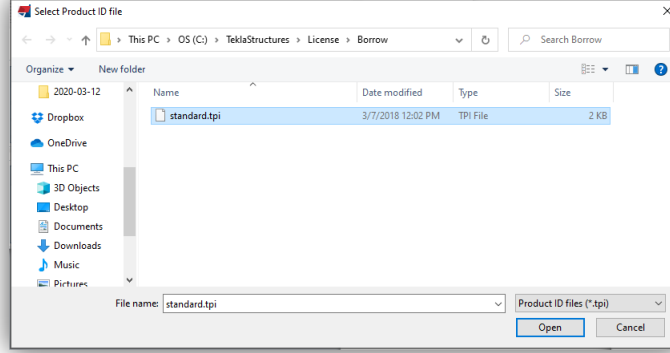 Select Product ID file
This PC > OS (C:) > TeklaStructures > License > Borrow
Search Borrow
Organize
New folder
Name Date modified Type Size
standard.tpi 3/7/2018 12:02 PM TPI File 2 KB
2020-03-12
Dropbox
OneDrive
This PC
3D Objects
Desktop
Documents
Downloads
Music
Pictures
File name: standard.tpi Product ID files (*.tpi)
Open Cancel